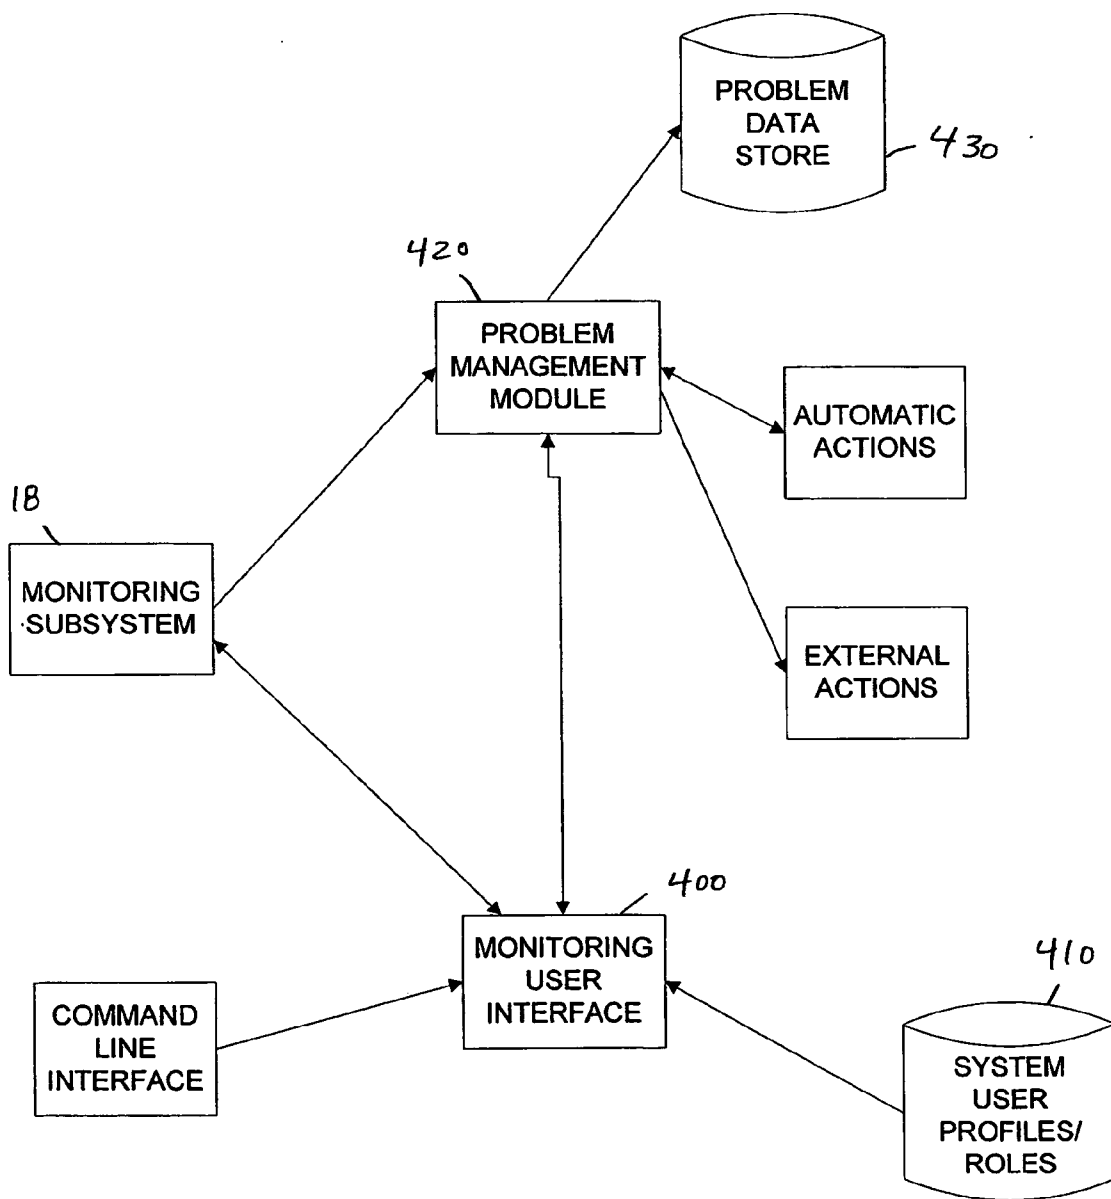 PROBLEM
DATA
STORE
430
420
PROBLEM
MANAGEMENT
MODULE
AUTOMATIC
ACTIONS
18
MONITORING
SUBSYSTEM
EXTERNAL
ACTIONS
400
MONITORING
USER
INTERFACE
410
COMMAND
LINE
INTERFACE
SYSTEM
USER
PROFILES/
ROLES